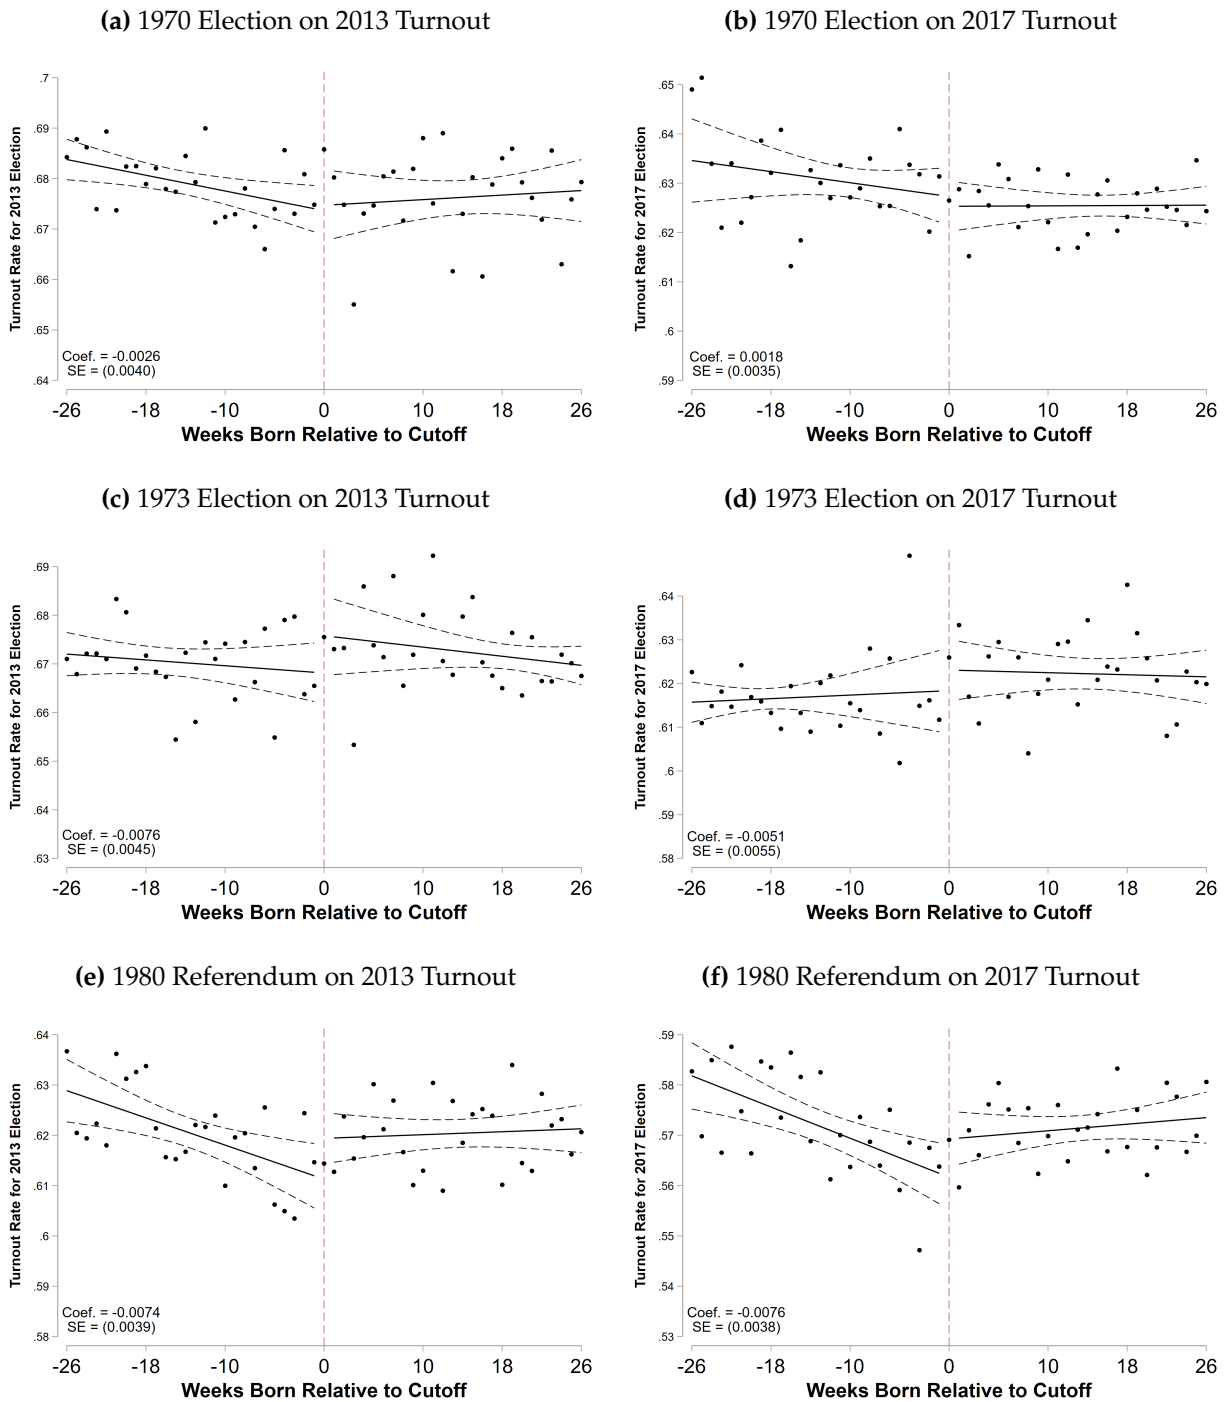 (a) 1970 Election on 2013 Turnout
Turnout Rate for 2013 Election
.7
.69
.68
.67
.66
.65
.64
Coef. = -0.0026
SE = (0.0040)
-26 -18 -10 0 10 18 26
Weeks Born Relative to Cutoff
(b) 1970 Election on 2017 Turnout
Turnout Rate for 2017 Election
.65
.64
.63
.62
.61
.6
.59
Coef. = 0.0018
SE = (0.0035)
-26 -18 -10 0 10 18 26
Weeks Born Relative to Cutoff
(c) 1973 Election on 2013 Turnout
Turnout Rate for 2013 Election
.69
.68
.67
.66
.65
.64
.63
Coef. = -0.0076
SE = (0.0045)
-26 -18 -10 0 10 18 26
Weeks Born Relative to Cutoff
(d) 1973 Election on 2017 Turnout
Turnout Rate for 2017 Election
.64
.63
.62
.61
.6
.59
.58
Coef. = -0.0051
SE = (0.0055)
-26 -18 -10 0 10 18 26
Weeks Born Relative to Cutoff
(e) 1980 Referendum on 2013 Turnout
Turnout Rate for 2013 Election
.64
.63
.62
.61
.6
.59
.58
Coef. = -0.0074
SE = (0.0039)
-26 -18 -10 0 10 18 26
Weeks Born Relative to Cutoff
(f) 1980 Referendum on 2017 Turnout
Turnout Rate for 2017 Election
.59
.58
.57
.56
.55
.54
.53
Coef. = -0.0076
SE = (0.0038)
-26 -18 -10 0 10 18 26
Weeks Born Relative to Cutoff